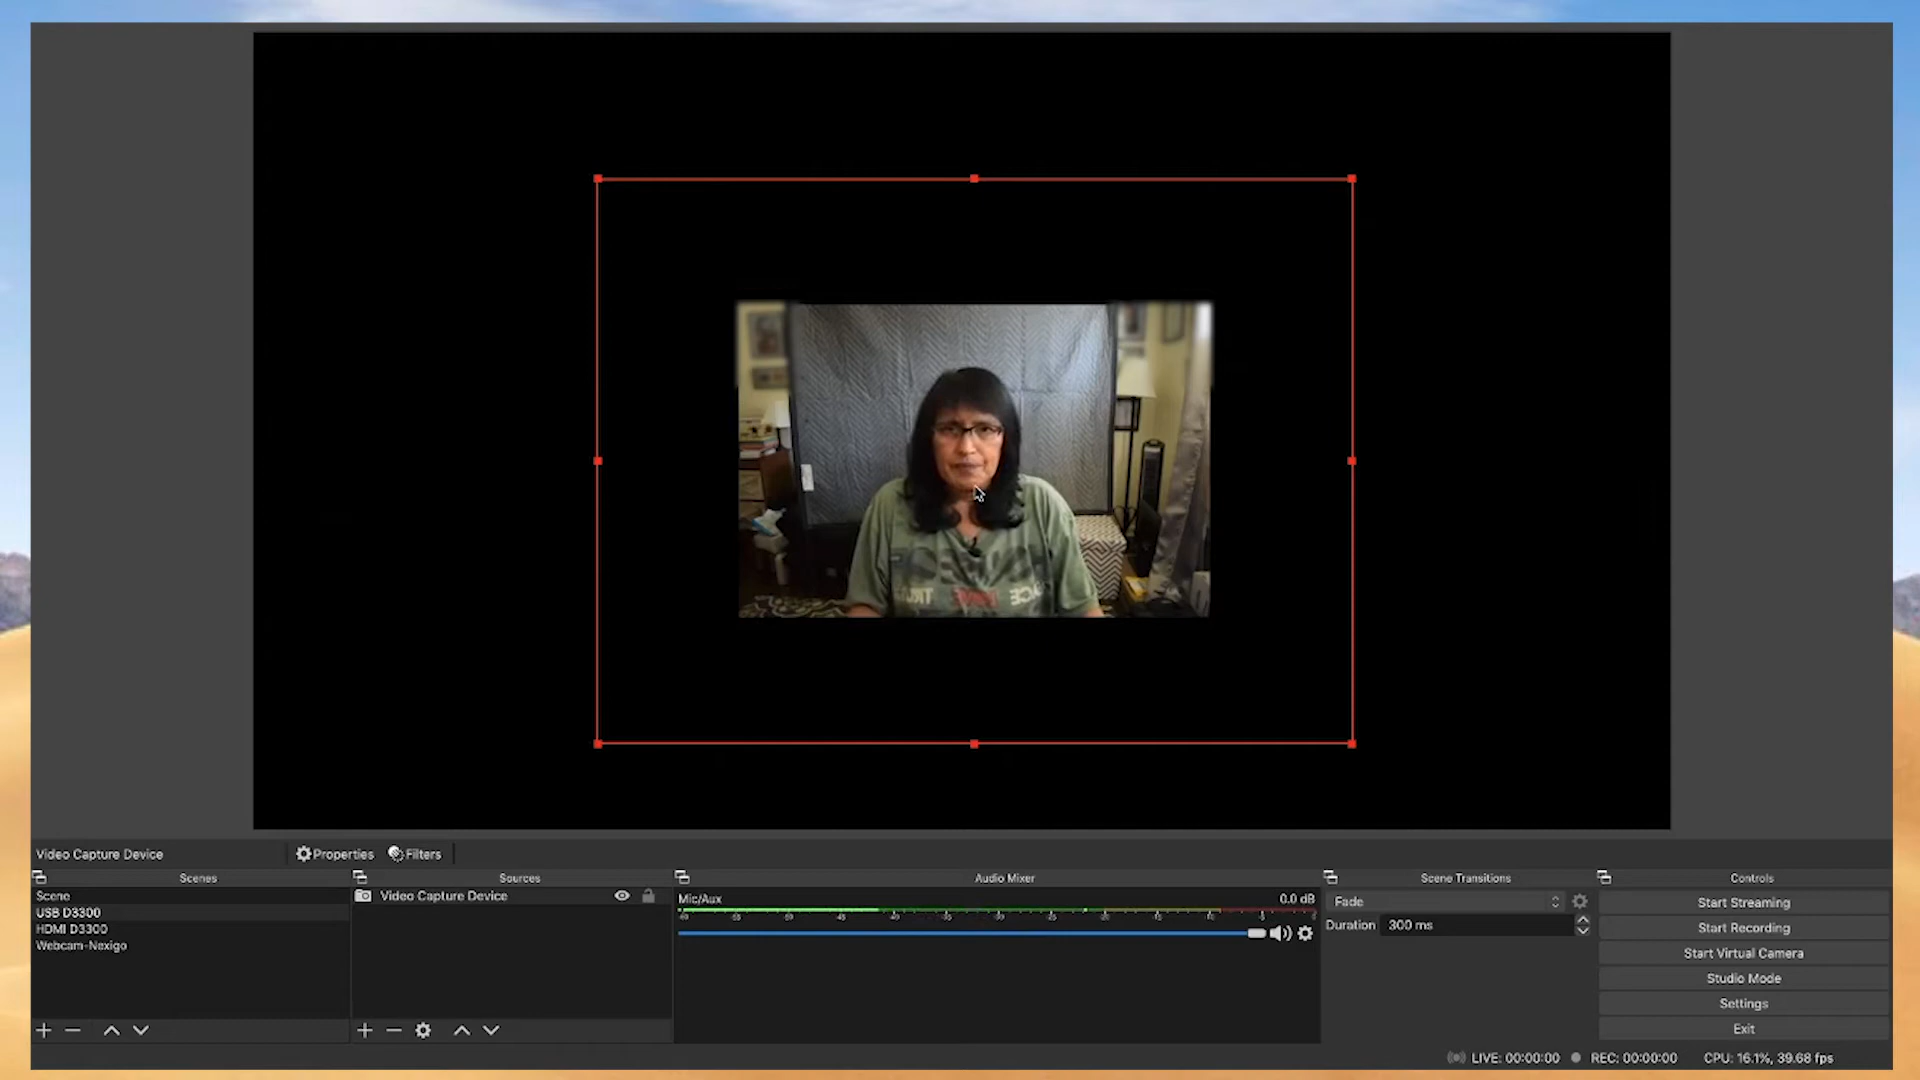 Video Capture Device
Properties
Filters
Scenes
Sources
Audio Mixer
Scene Transitions
Controls
Scene
USB D3300
HDMI D3300
Webcam-Nexigo
Video Capture Device
Mic/Aux
0.0 dB
Fade
Duration
300 ms
Start Streaming
Start Recording
Start Virtual Camera
Studio Mode
Settings
Exit
LIVE: 00:00:00
REC: 00:00:00
CPU: 16.1%, 39.68 fps